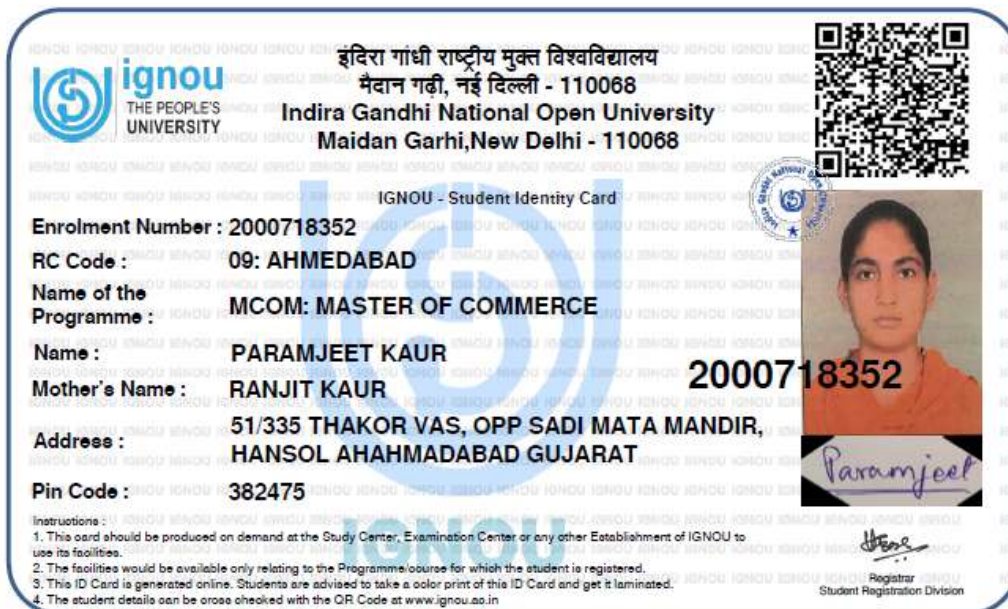 ignou
THE PEOPLE'S
UNIVERSITY
इंदिरा गांधी राष्ट्रीय मुक्त विश्वविद्यालय
मैदान गढ़ी, नई दिल्ली - 110068
Indira Gandhi National Open University
Maidan Garhi,New Delhi - 110068
IGNOU - Student Identity Card
Indira Gandhi National Open University
Enrolment Number : 2000718352
RC Code : 09: AHMEDABAD
Name of the
Programme : MCOM: MASTER OF COMMERCE
Name : PARAMJEET KAUR
Mother's Name : RANJIT KAUR
2000718352
Address : 51/335 THAKOR VAS, OPP SADI MATA MANDIR,
HANSOL AHAHMADABAD GUJARAT
Paramjeet
Pin Code : 382475
IGNOU
Instructions :
1. This card should be produced on demand at the Study Center, Examination Center or any other Establishment of IGNOU to
use its facilities.
2. The facilities would be available only relating to the Programme/course for which the student is registered.
3. This ID Card is generated online. Students are advised to take a color print of this ID Card and get it laminated.
4. The student details can be cross checked with the QR Code at www.ignou.ac.in
Registrar
Student Registration Division